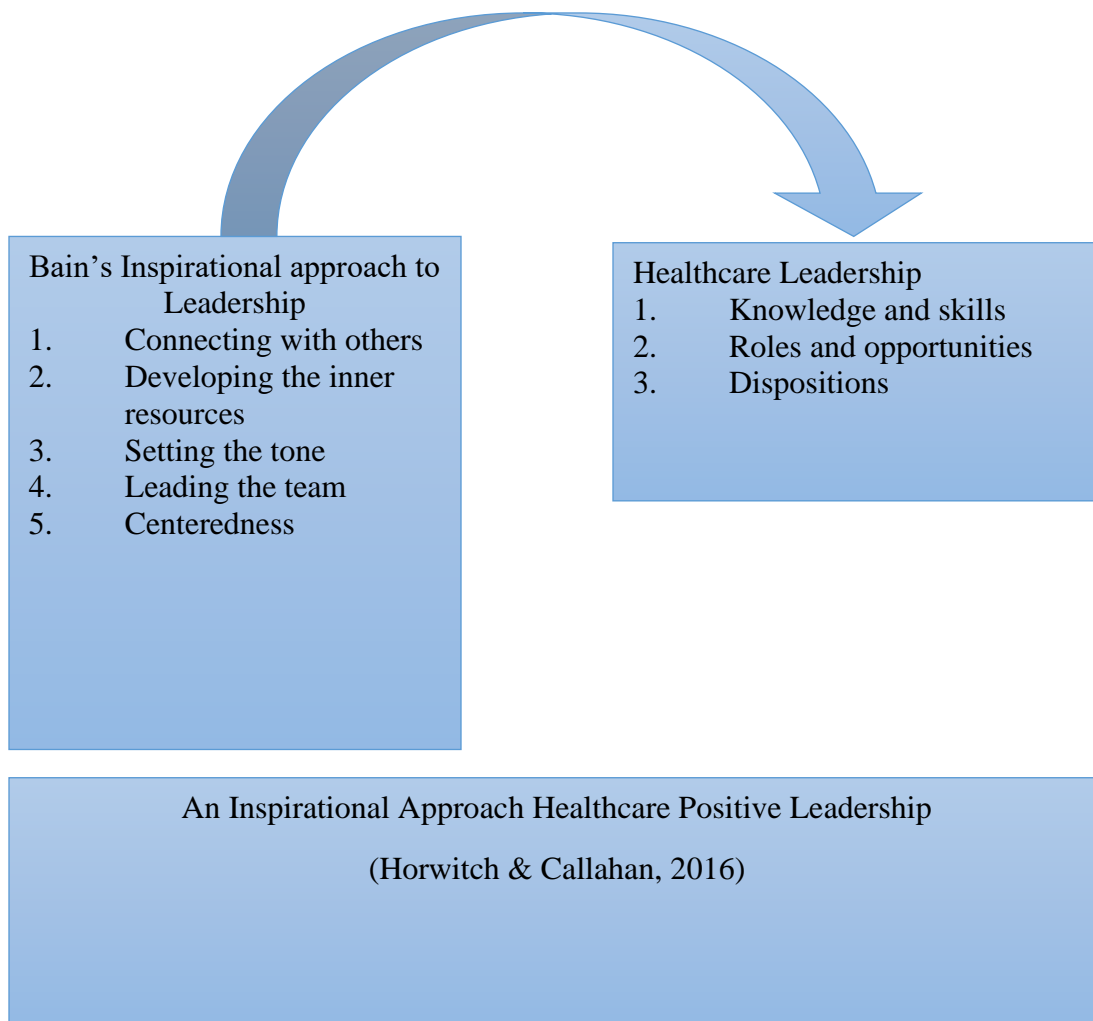 Bain’s Inspirational approach to
Leadership
1. Connecting with others
2. Developing the inner
resources
3. Setting the tone
4. Leading the team
5. Centeredness
Healthcare Leadership
1. Knowledge and skills
2. Roles and opportunities
3. Dispositions
An Inspirational Approach Healthcare Positive Leadership
(Horwitch & Callahan, 2016)